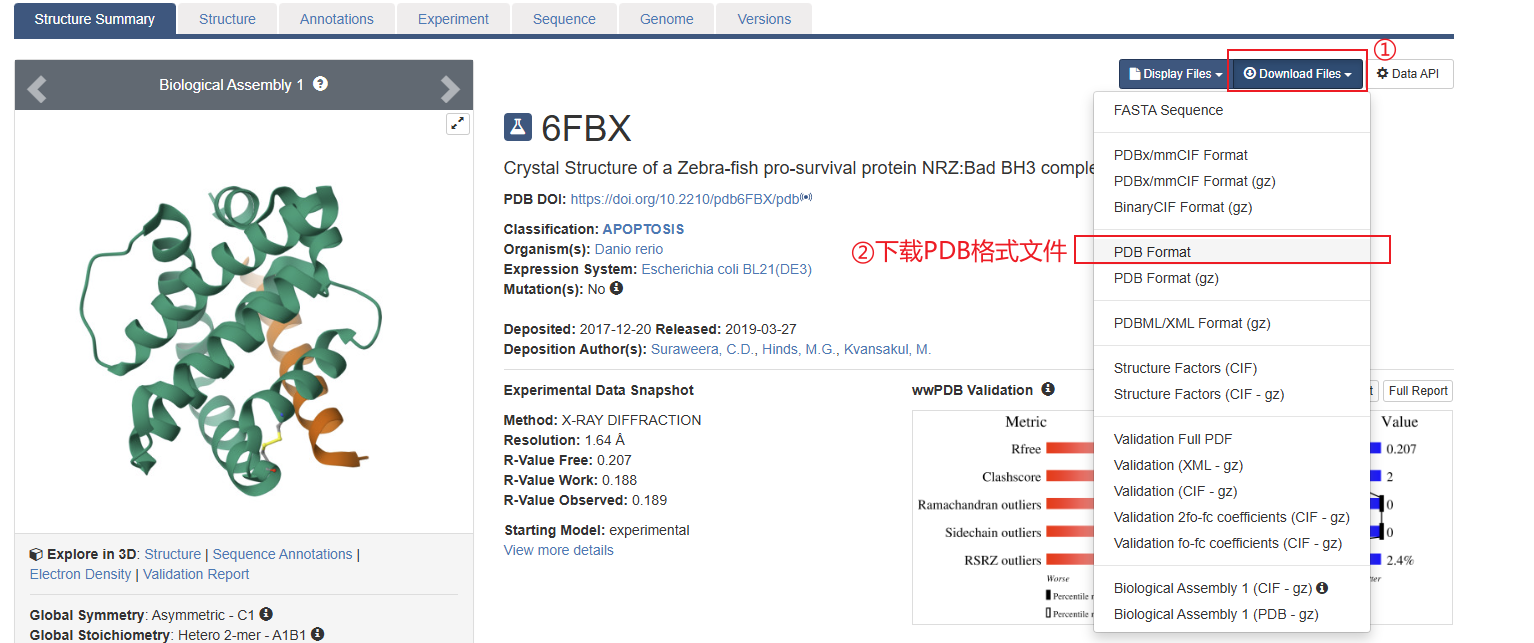 Structure Summary
Structure
Annotations
Experiment
Sequence
Genome
Versions
Biological Assembly 1 ?
①
Display Files
Download Files
Data API
6FBX
Crystal Structure of a Zebra-fish pro-survival protein NRZ:Bad BH3
PDB DOI: https://doi.org/10.2210/pdb6FBX/pdb
Classification: APOPTOSIS
Organism(s): Danio rerio
Expression System: Escherichia coli BL21(DE3)
Mutation(s): No
Deposited: 2017-12-20 Released: 2019-03-27
Deposition Author(s): Suraweera, C.D., Hinds, M.G., Kvansakul, M.
Experimental Data Snapshot
Method: X-RAY DIFFRACTION
Resolution: 1.64 Å
R-Value Free: 0.207
R-Value Work: 0.188
R-Value Observed: 0.189
Starting Model: experimental
View more details
②下载PDB格式文件
FASTA Sequence
PDBx/mmCIF Format
PDBx/mmCIF Format (gz)
BinaryCIF Format (gz)
PDB Format
PDB Format (gz)
PDBML/XML Format (gz)
Structure Factors (CIF)
Structure Factors (CIF - gz)
Validation Full PDF
Validation (XML - gz)
Validation (CIF - gz)
Validation 2fo-fc coefficients (CIF - gz)
Validation fo-fc coefficients (CIF - gz)
Biological Assembly 1 (CIF - gz)
Biological Assembly 1 (PDB - gz)
wwPDB Validation
Full Report
Metric
Value
Rfree
0.207
Clashscore
2
Ramachandran outliers
0
Sidechain outliers
0
RSRZ outliers
2.4%
Worse
Percentile
Percentile
Explore in 3D: Structure | Sequence Annotations |
Electron Density | Validation Report
Global Symmetry: Asymmetric - C1
Global Stoichiometry: Hetero 2-mer - A1B1